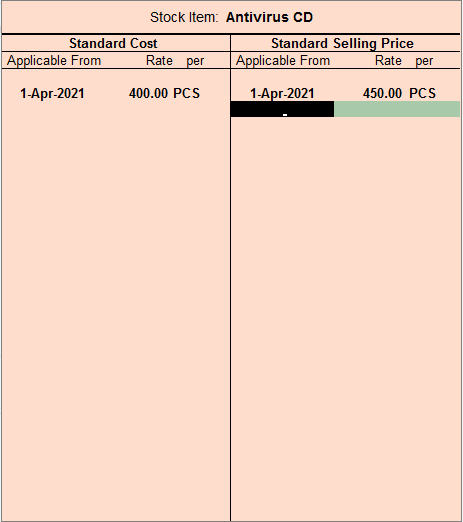 Stock Item: Antivirus CD
Standard Cost Standard Selling Price
Applicable From Rate per Applicable From Rate per
1-Apr-2021 400.00 PCS 1-Apr-2021 450.00 PCS